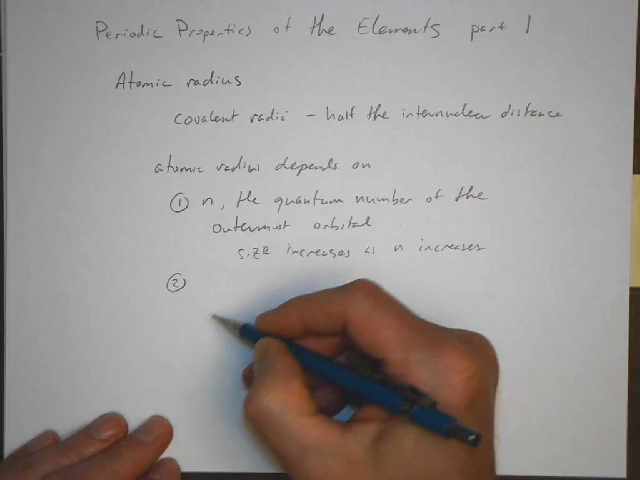 Periodic Properties of the Elements part 1
Atomic radius
covalent radii - half the internuclear distance
atomic radius depends on
① n, the quantum number of the
outermost orbital
size increases as n increases
②